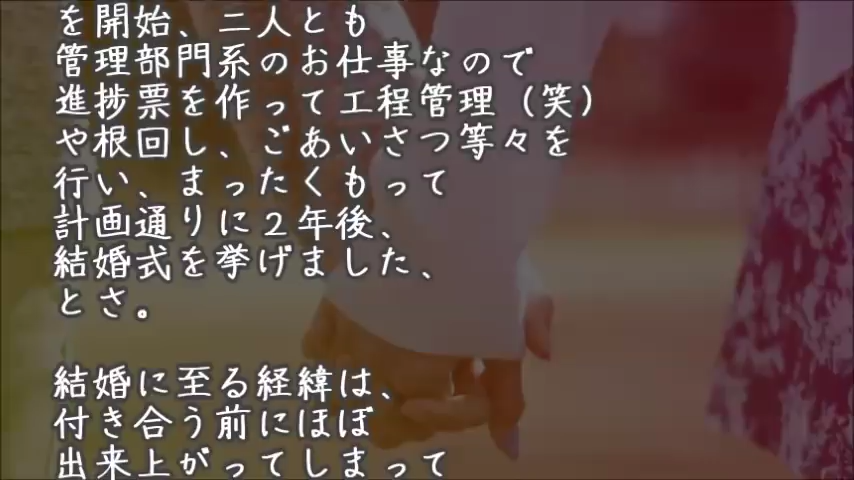 を開始、二人とも
管理部門系のお仕事なので
進捗票を作って工程管理（笑）
や根回し、ごあいさつ等々を
行い、まったくもって
計画通りに２年後、
結婚式を挙げました、
とさ。
結婚に至る経緯は、
付き合う前にほぼ
出来上がってしまって